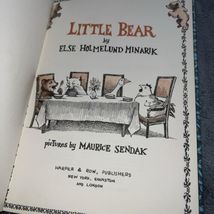 LITTLE BEAR
by
ELSE HOLMELUND MINARIK
pictures by MAURICE SENDAK
HARPER & ROW, PUBLISHERS
NEW YORK, EVANSTON
AND LONDON